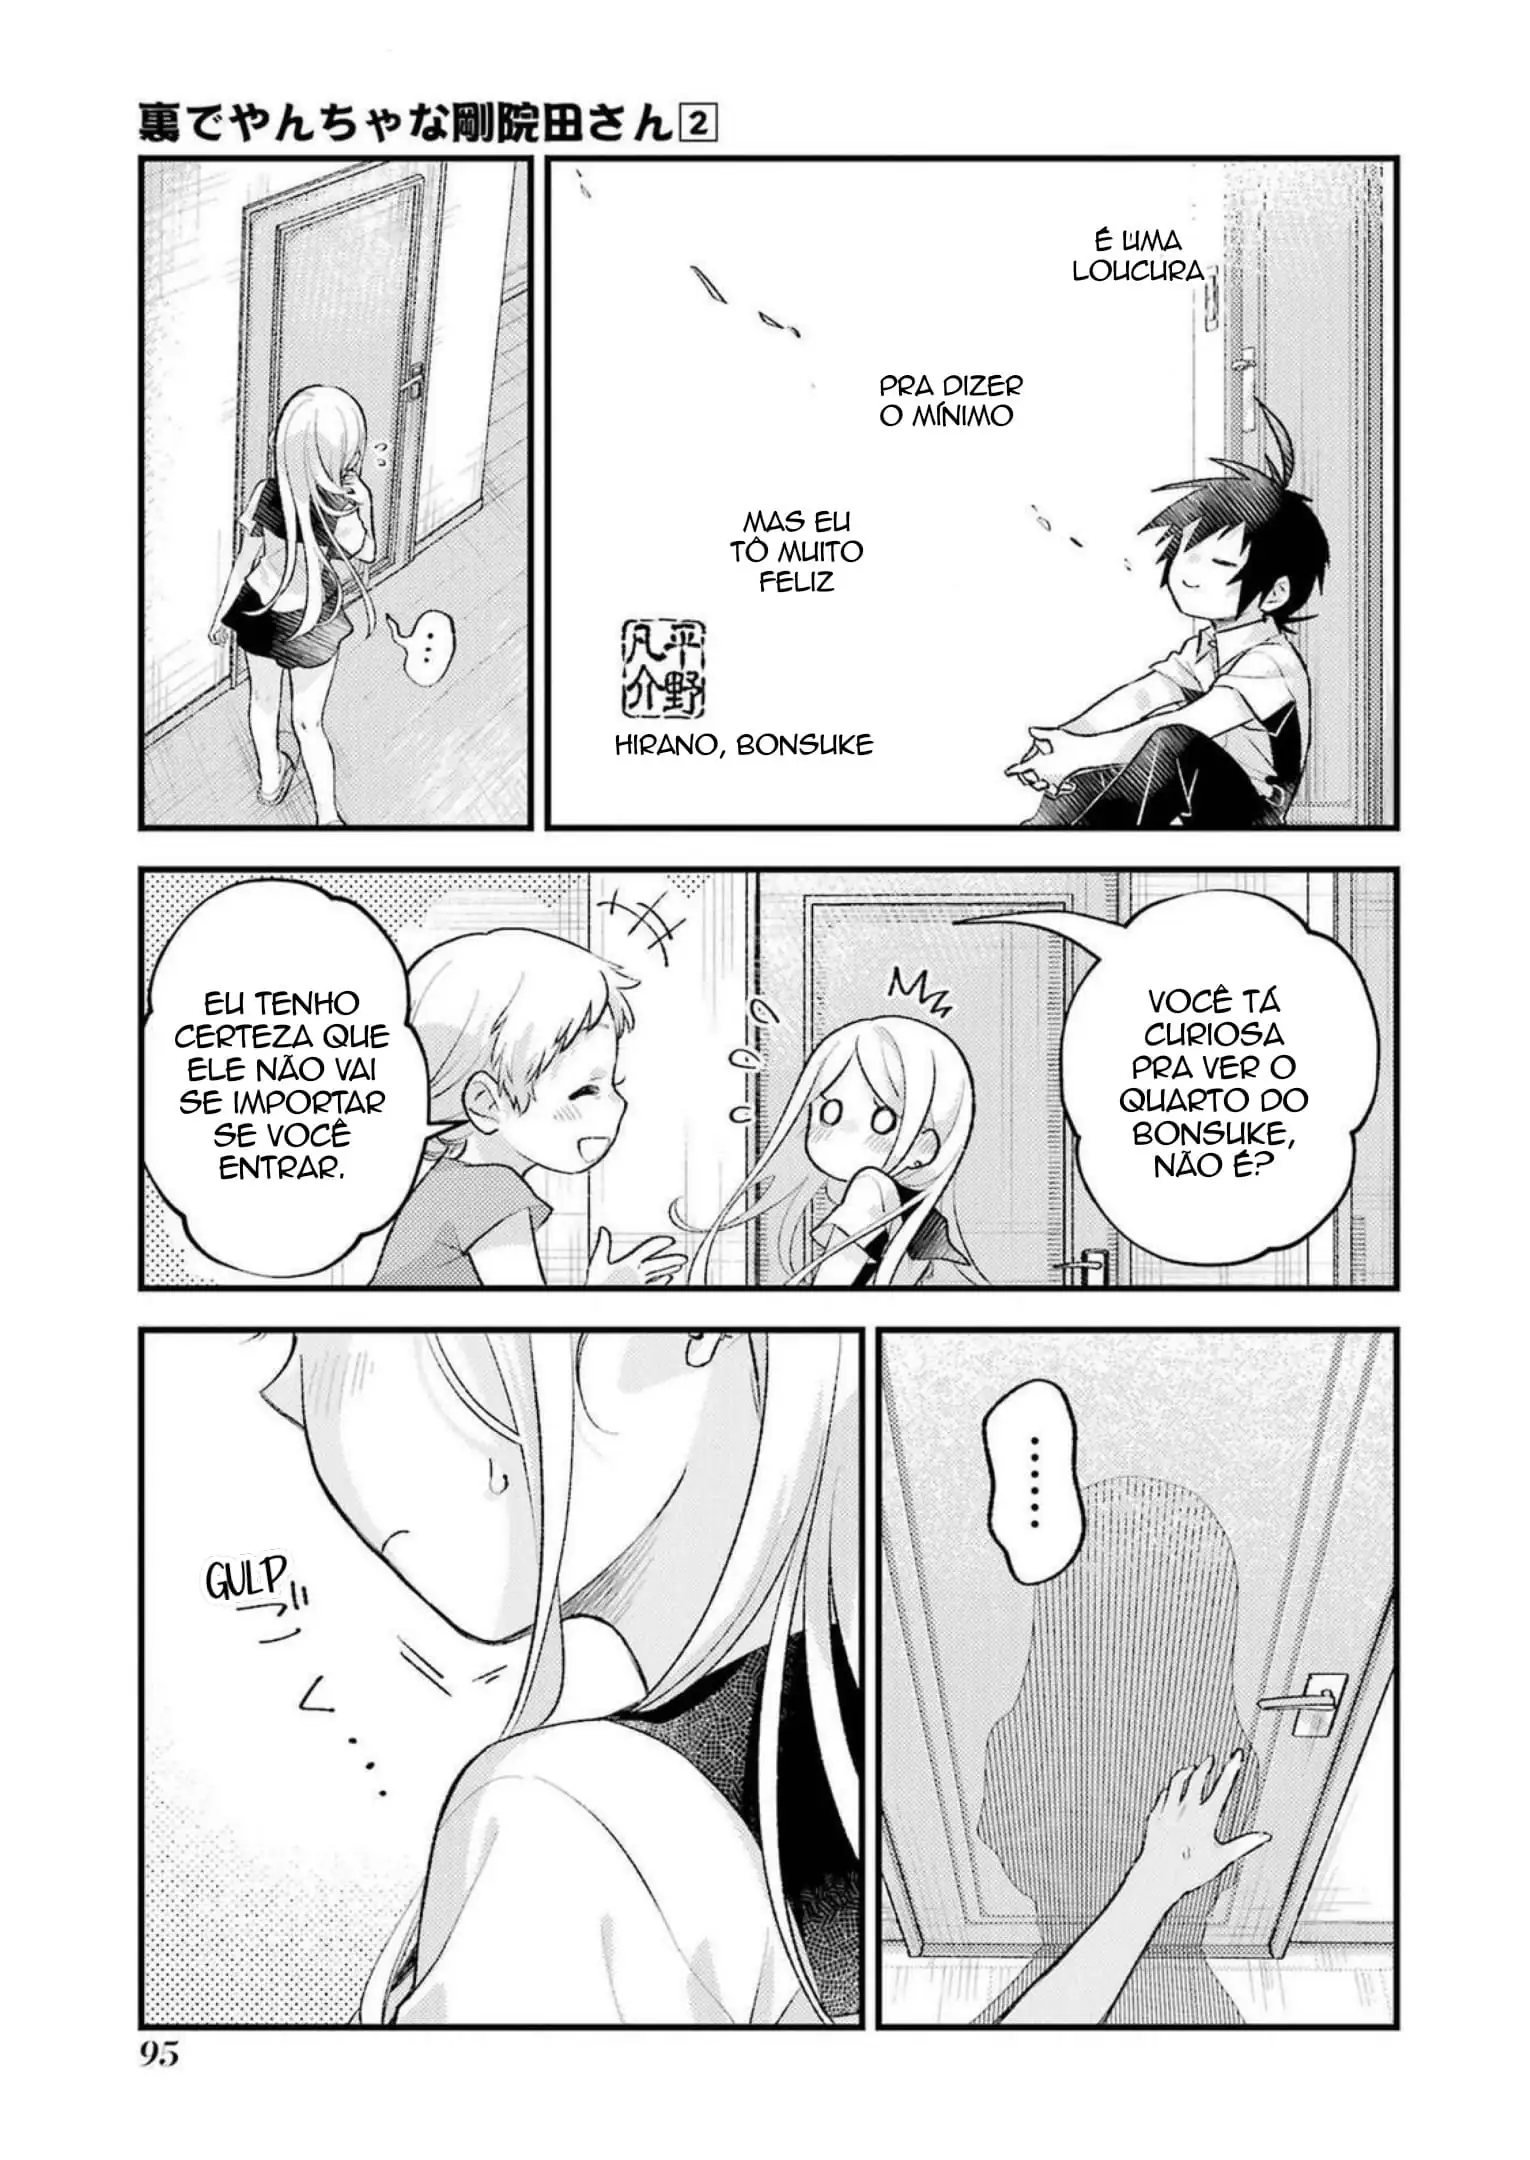 裏でやんちゃな剛院田さん2
É UMA
LOUCURA
PRA DIZER
O MÍNIMO
MAS EU
TÔ MUITO
FELIZ
平野
凡介
HIRANO, BONSUKE
...
VOCÊ TÁ
CURIOSA
PRA VER O
QUARTO DO
BONSUKE,
NÃO É?
EU TENHO
CERTEZA QUE
ELE NÃO VAI
SE IMPORTAR
SE VOCÊ
ENTRAR.
......
GULP
95